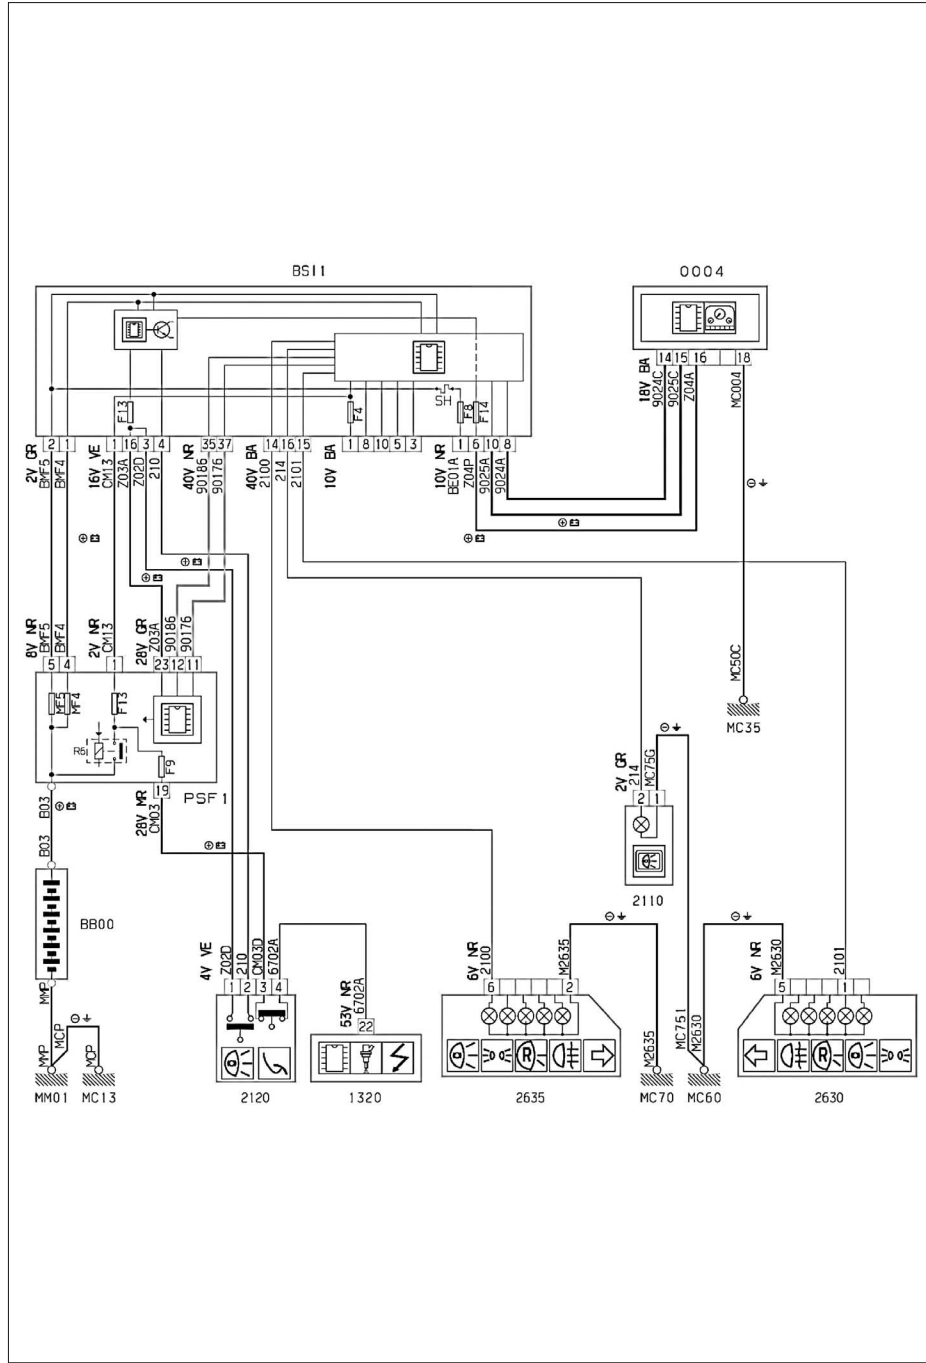 BSI1
0004
14 15 16 18
18V BA
9024C
9025C
Z04A
MC004
F13
F4
SH
F8
F14
2 1
1 16 3 4
35 37
14 16 15
1 8 10 5 3
1 6 10 8
2V GR
BMF5
BMF4
16V VE
CM13
Z03A
Z02D
210
40V NR
90186
90176
40V BA
2100
214
2101
10V BA
10V NR
BE01A
Z04P
9025A
9024A
8V NR
BMF5
BMF4
2V NR
CM13
28V GR
Z03A
90186
90176
5 4
1
23 12 11
MF5
MF4
F13
R6
F9
19
PSF1
28V MR
CM03
B03
B03
BB00
MC50C
MC35
2V GR
214
MC75G
2 1
2110
MMP
MMP
MCP
MCP
MM01
MC13
4V VE
Z02D
210
CM03D
6702A
1 2 3 4
2120
53V NR
6702A
22
1320
6V NR
2100
M2635
6 2
R
2635
M2635
MC70
MC751
M2630
MC60
6V NR
M2630
2101
5 1
R
2630